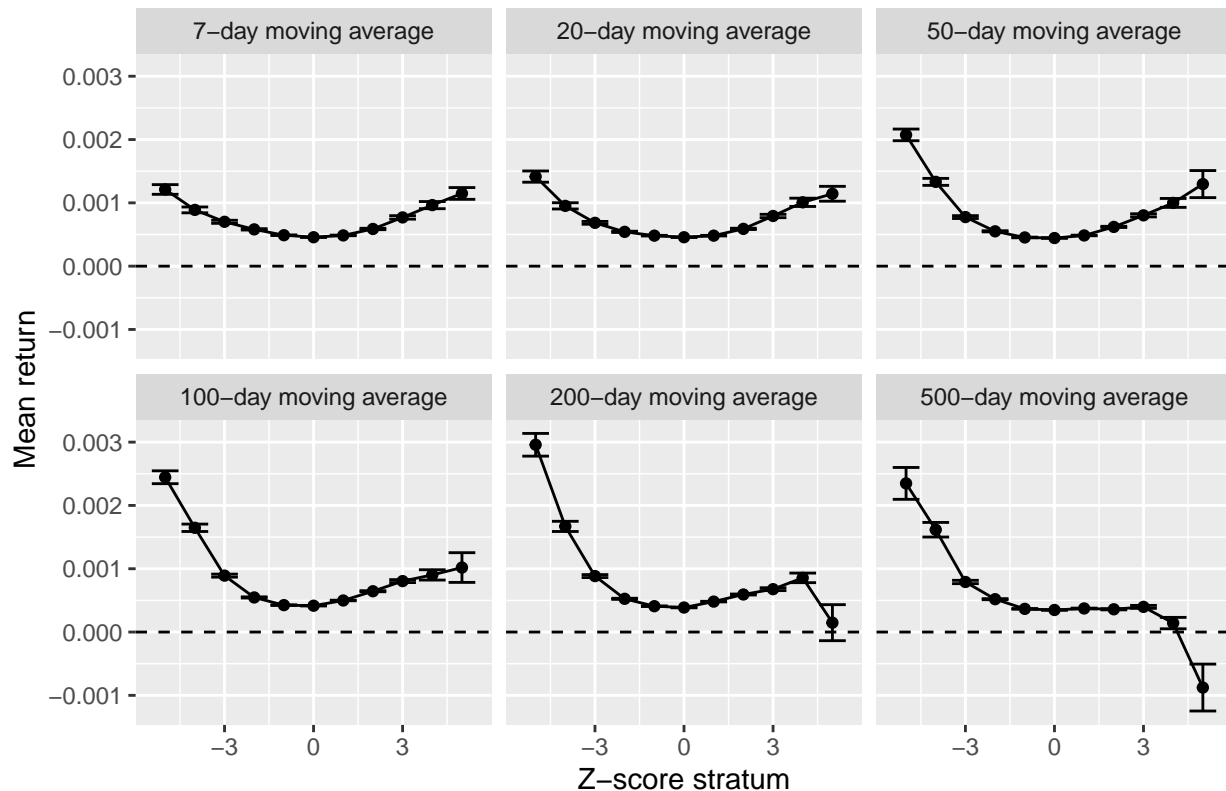 7−day moving average
20−day moving average
50−day moving average
0.003
0.002
0.001
0.000
−0.001
Mean return
100−day moving average
200−day moving average
500−day moving average
0.003
0.002
0.001
0.000
−0.001
−3 0 3
−3 0 3
−3 0 3
Z−score stratum